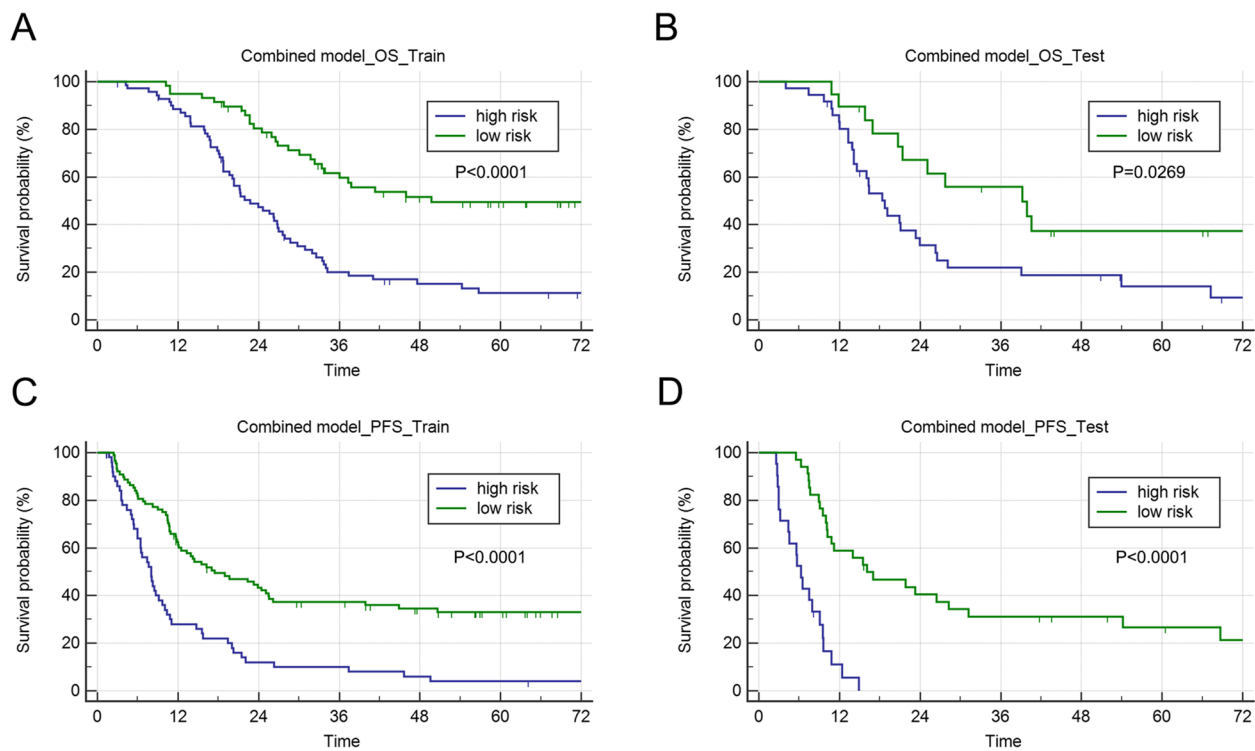 A
Combined model_OS_Train
Survival probability (%)
100
80
60
40
20
0
high risk
low risk
P<0.0001
0 12 24 36 48 60 72
Time
B
Combined model_OS_Test
Survival probability (%)
100
80
60
40
20
0
high risk
low risk
P=0.0269
0 12 24 36 48 60 72
Time
C
Combined model_PFS_Train
Survival probability (%)
100
80
60
40
20
0
high risk
low risk
P<0.0001
0 12 24 36 48 60 72
Time
D
Combined model_PFS_Test
Survival probability (%)
100
80
60
40
20
0
high risk
low risk
P<0.0001
0 12 24 36 48 60 72
Time